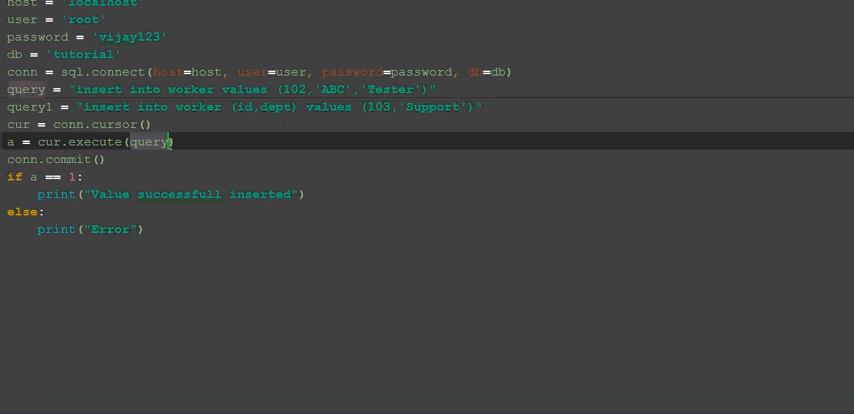 host = 'localhost'
user = 'root'
password = 'vijay123'
db = 'tutorial'
conn = sql.connect(host=host, user=user, password=password, db=db)
query = "insert into worker values (102,'ABC','Tester')"
query1 = "insert into worker (id,dept) values (103,'Support')"
cur = conn.cursor()
a = cur.execute(query)
conn.commit()
if a == 1:
    print("Value successfull inserted")
else:
    print("Error")